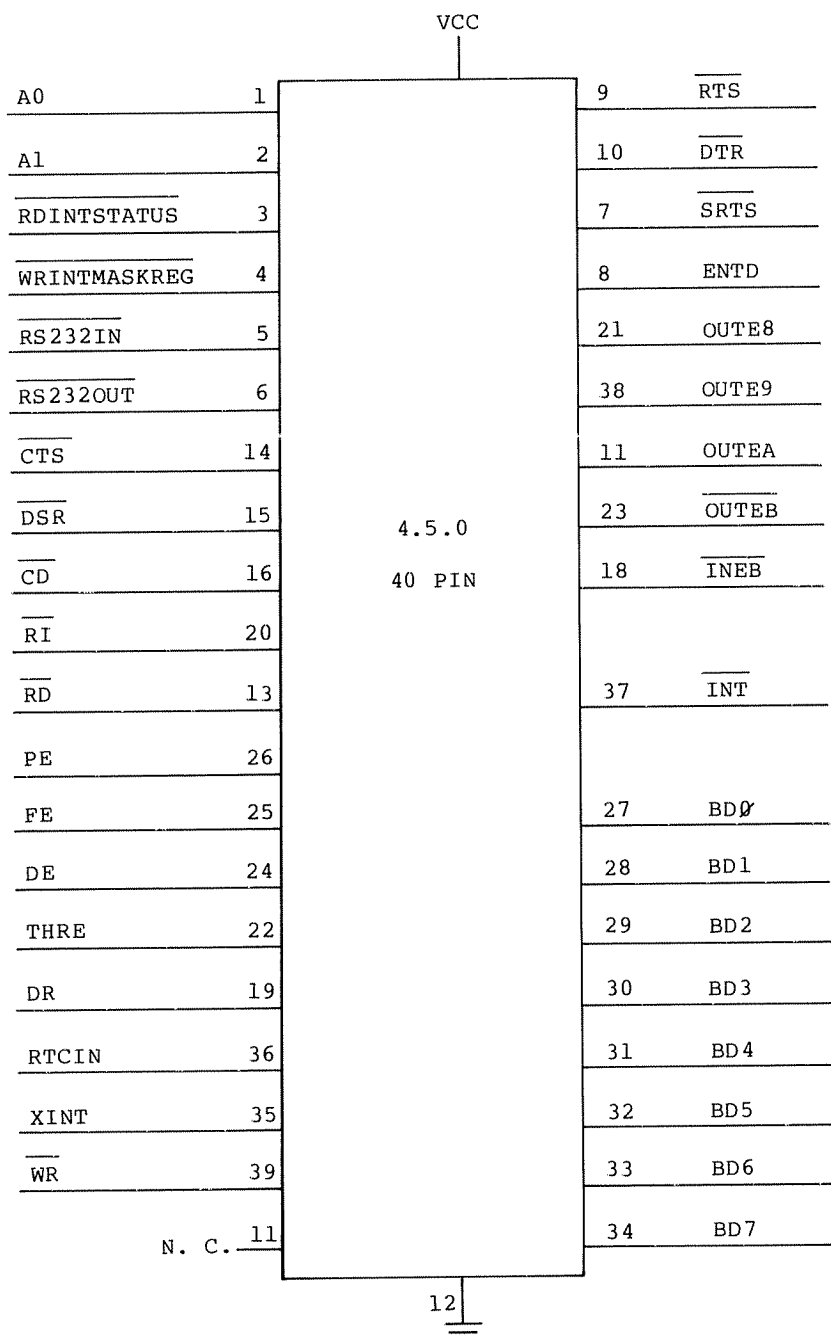 VCC
A0 1
9 RTS
A1 2
10 DTR
RDINTSTATUS 3
7 SRTS
WRINTMASKREG 4
8 ENTD
RS232IN 5
21 OUTE8
RS232OUT 6
38 OUTE9
CTS 14
11 OUTEA
DSR 15
23 OUTEB
4.5.0
CD 16
18 INEB
40 PIN
RI 20
RD 13
37 INT
PE 26
FE 25
27 BD0
DE 24
28 BD1
THRE 22
29 BD2
DR 19
30 BD3
RTCIN 36
31 BD4
XINT 35
32 BD5
WR 39
33 BD6
N. C. 11
34 BD7
12